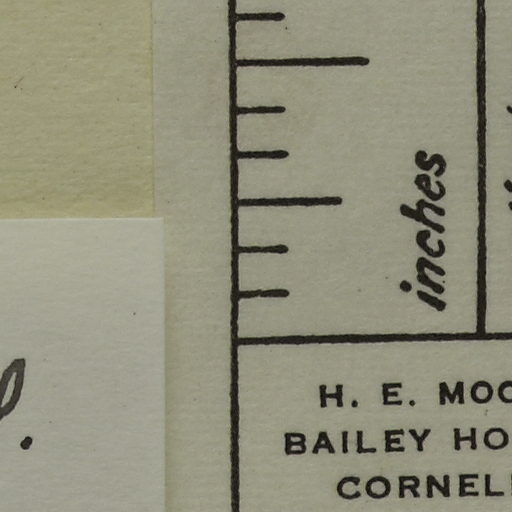 inches
H. E. MOO
BAILEY HO
CORNEL
l.